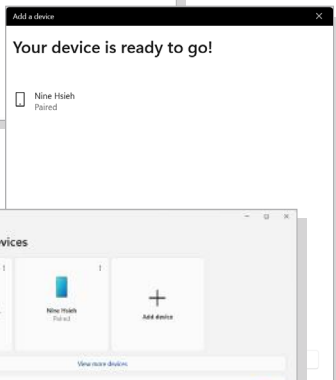 Add a device
Your device is ready to go!
Nine Hsieh
Paired
vices
Nine Hsieh
Paired
Add device
View more devices